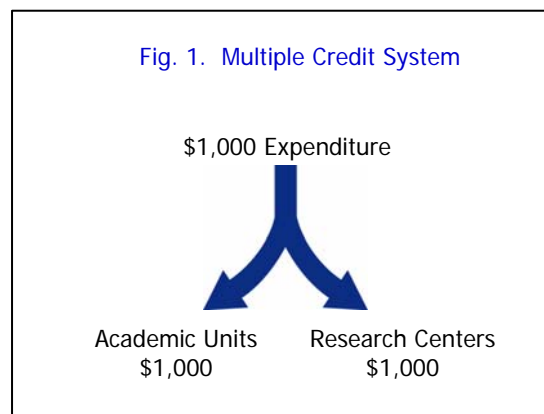 Fig. 1. Multiple Credit System
$1,000 Expenditure
Academic Units Research Centers
$1,000 $1,000